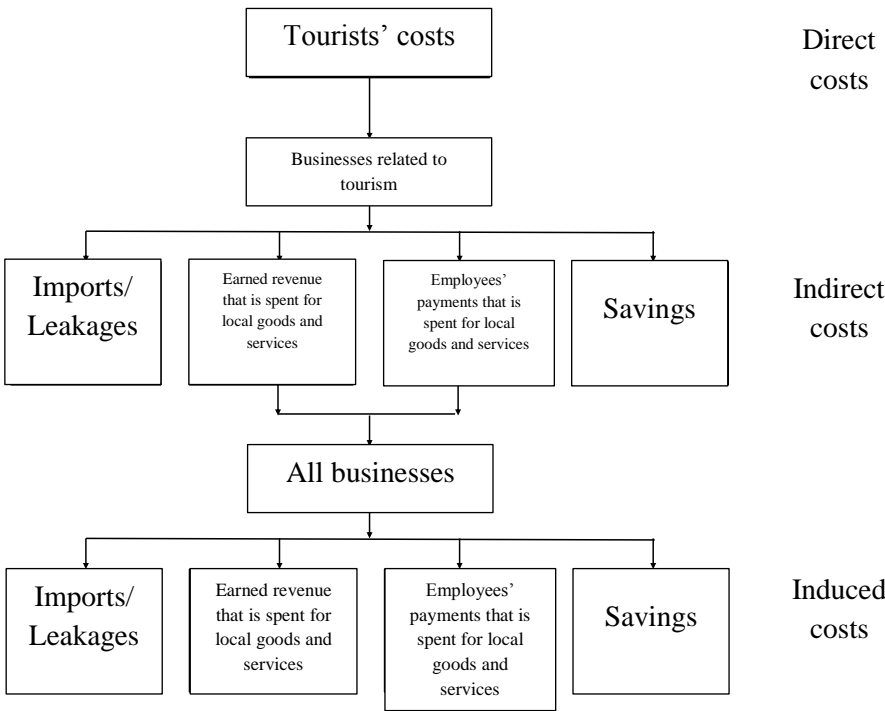 Tourists' costs
Direct
costs
Businesses related to
tourism
Imports/
Leakages
Earned revenue
that is spent for
local goods and
services
Employees'
payments that is
spent for local
goods and services
Savings
Indirect
costs
All businesses
Imports/
Leakages
Earned revenue
that is spent for
local goods and
services
Employees'
payments that is
spent for local
goods and
services
Savings
Induced
costs